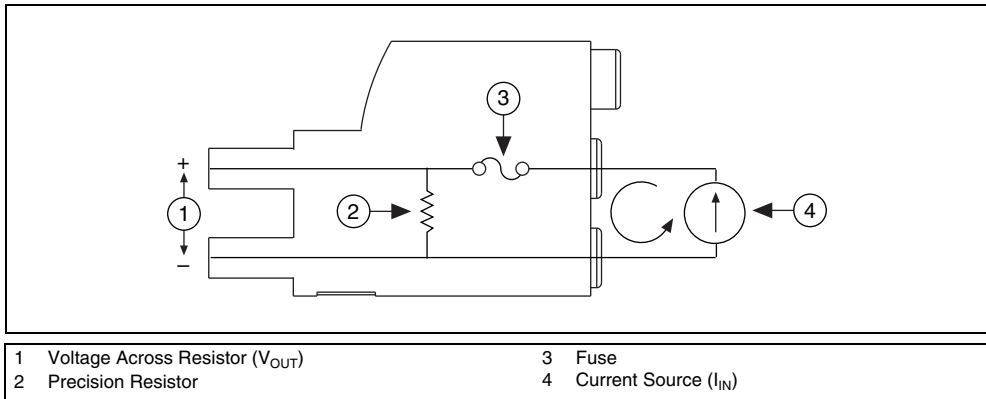 3
+
1
2
4
–
1 Voltage Across Resistor (VOUT)
2 Precision Resistor
3 Fuse
4 Current Source (IIN)